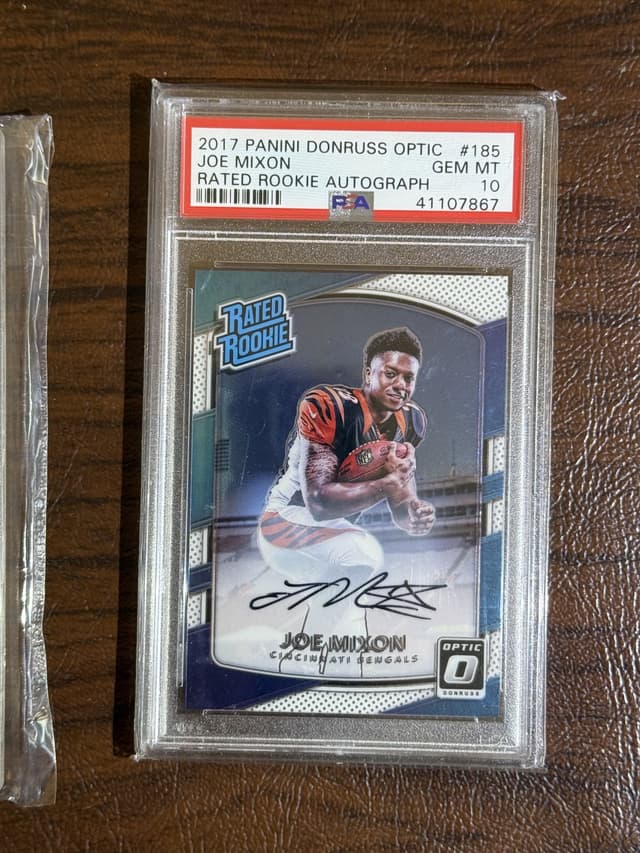 2017 PANINI DONRUSS OPTIC #185
JOE MIXON GEM MT
RATED ROOKIE AUTOGRAPH 10
PSA 41107867
RATED
ROOKIE
NFL
JOE MIXON
CINCINNATI BENGALS
OPTIC
O
DONRUSS